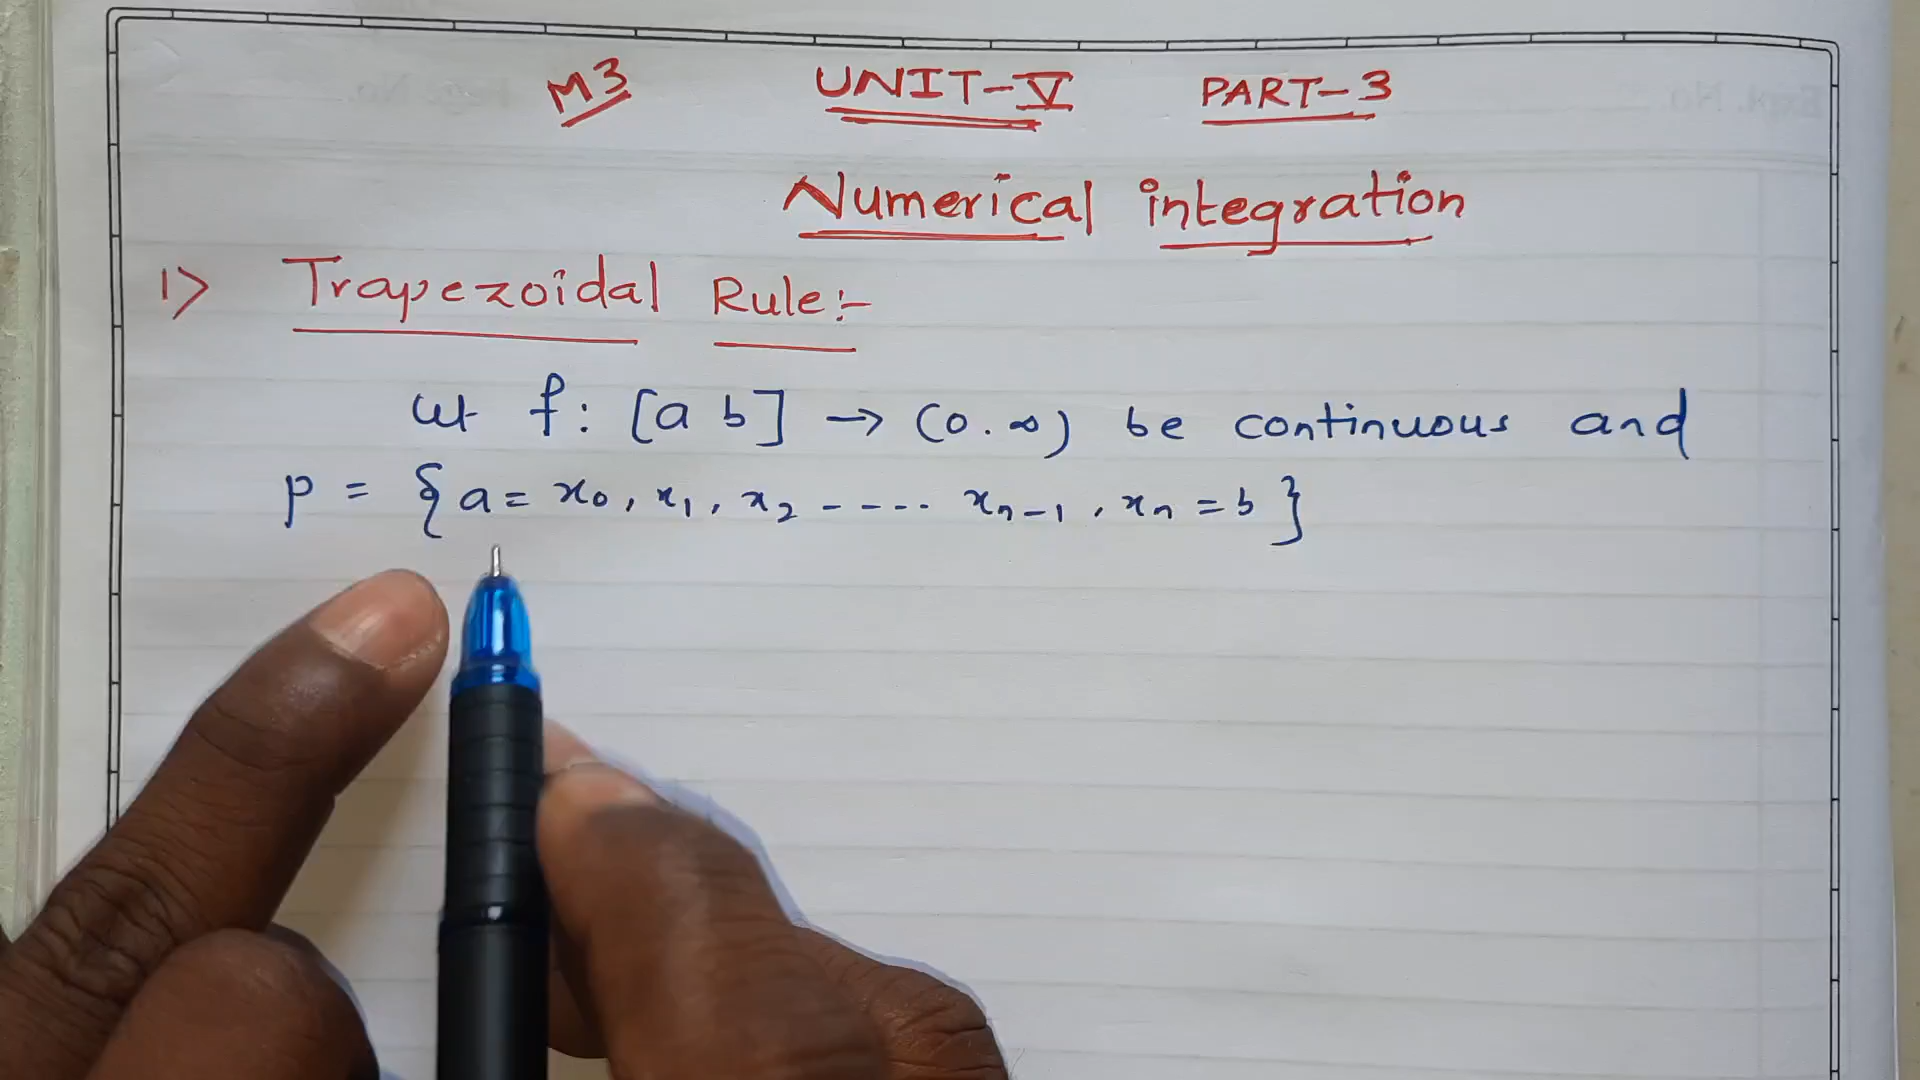 M3 UNIT-V PART-3
Numerical integration
1> Trapezoidal Rule:-
let f: [a b] → (0.∞) be continuous and
p = {a = x₀, x₁, x₂ ----.. xₙ₋₁, xₙ = b}